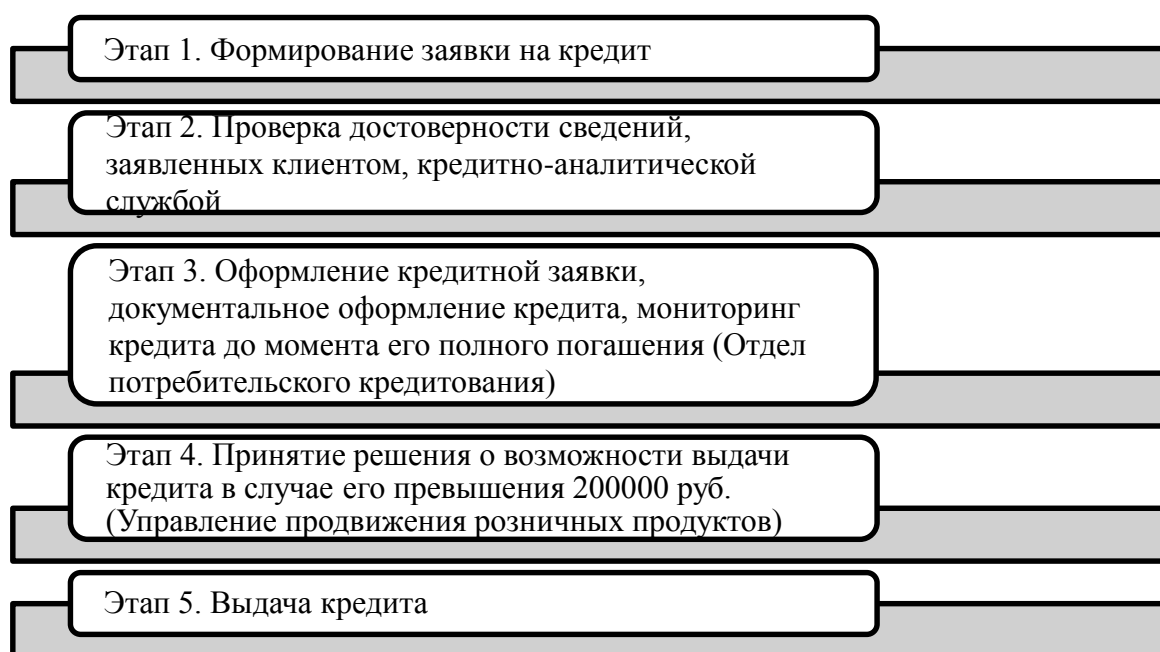 Этап 1. Формирование заявки на кредит
Этап 2. Проверка достоверности сведений,
заявленных клиентом, кредитно-аналитической
службой
Этап 3. Оформление кредитной заявки,
документальное оформление кредита, мониторинг
кредита до момента его полного погашения (Отдел
потребительского кредитования)
Этап 4. Принятие решения о возможности выдачи
кредита в случае его превышения 200000 руб.
(Управление продвижения розничных продуктов)
Этап 5. Выдача кредита